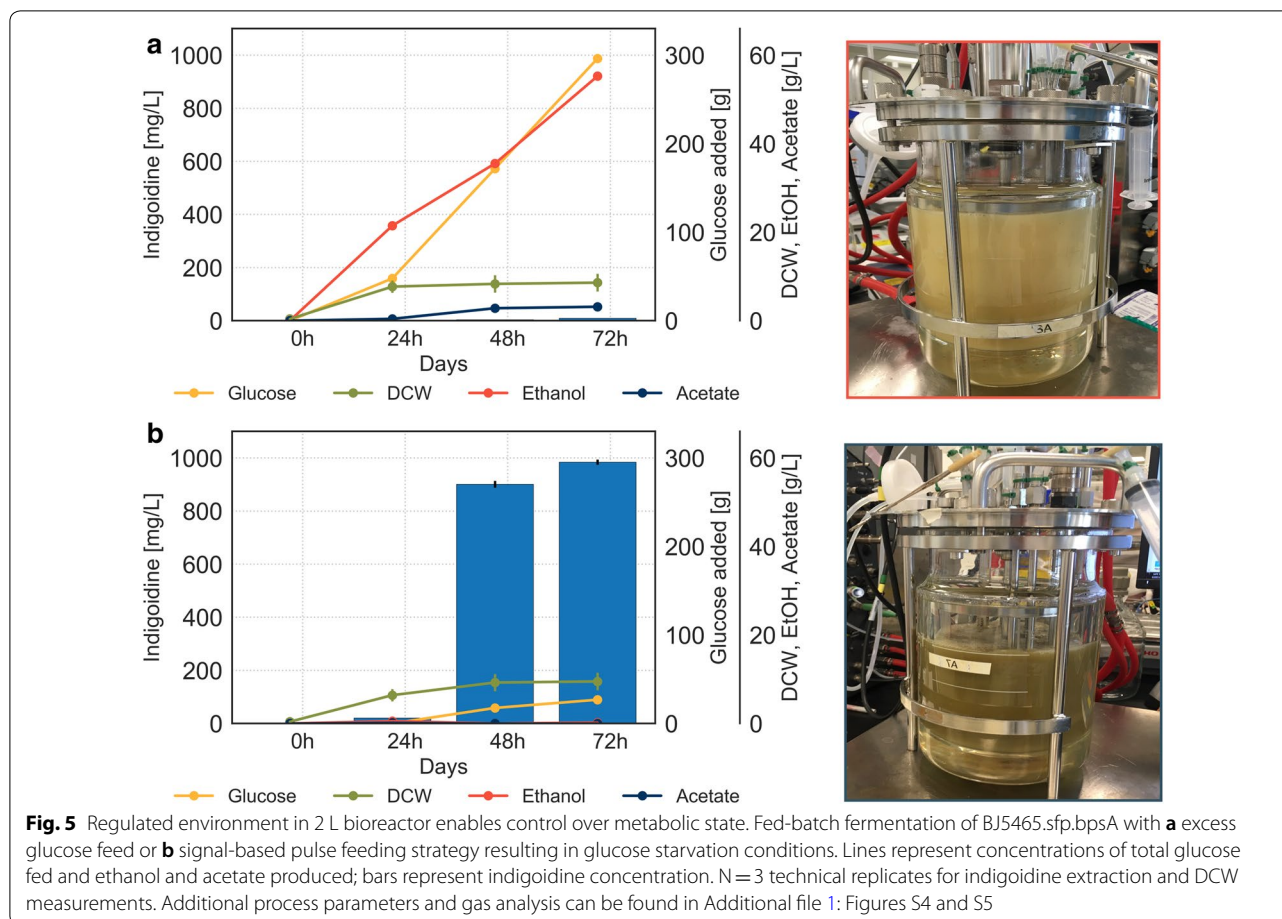 a
1000
800
600
400
200
0
Indigoidine [mg/L]
300
200
100
0
Glucose added [g]
60
40
20
0
DCW, EtOH, Acetate [g/L]
0h 24h 48h 72h
Days
Glucose DCW Ethanol Acetate
b
1000
800
600
400
200
0
Indigoidine [mg/L]
300
200
100
0
Glucose added [g]
60
40
20
0
DCW, EtOH, Acetate [g/L]
0h 24h 48h 72h
Days
Glucose DCW Ethanol Acetate
Fig. 5 Regulated environment in 2 L bioreactor enables control over metabolic state. Fed-batch fermentation of BJ5465.sfp.bpsA with a excess
glucose feed or b signal-based pulse feeding strategy resulting in glucose starvation conditions. Lines represent concentrations of total glucose
fed and ethanol and acetate produced; bars represent indigoidine concentration. N = 3 technical replicates for indigoidine extraction and DCW
measurements. Additional process parameters and gas analysis can be found in Additional file 1: Figures S4 and S5